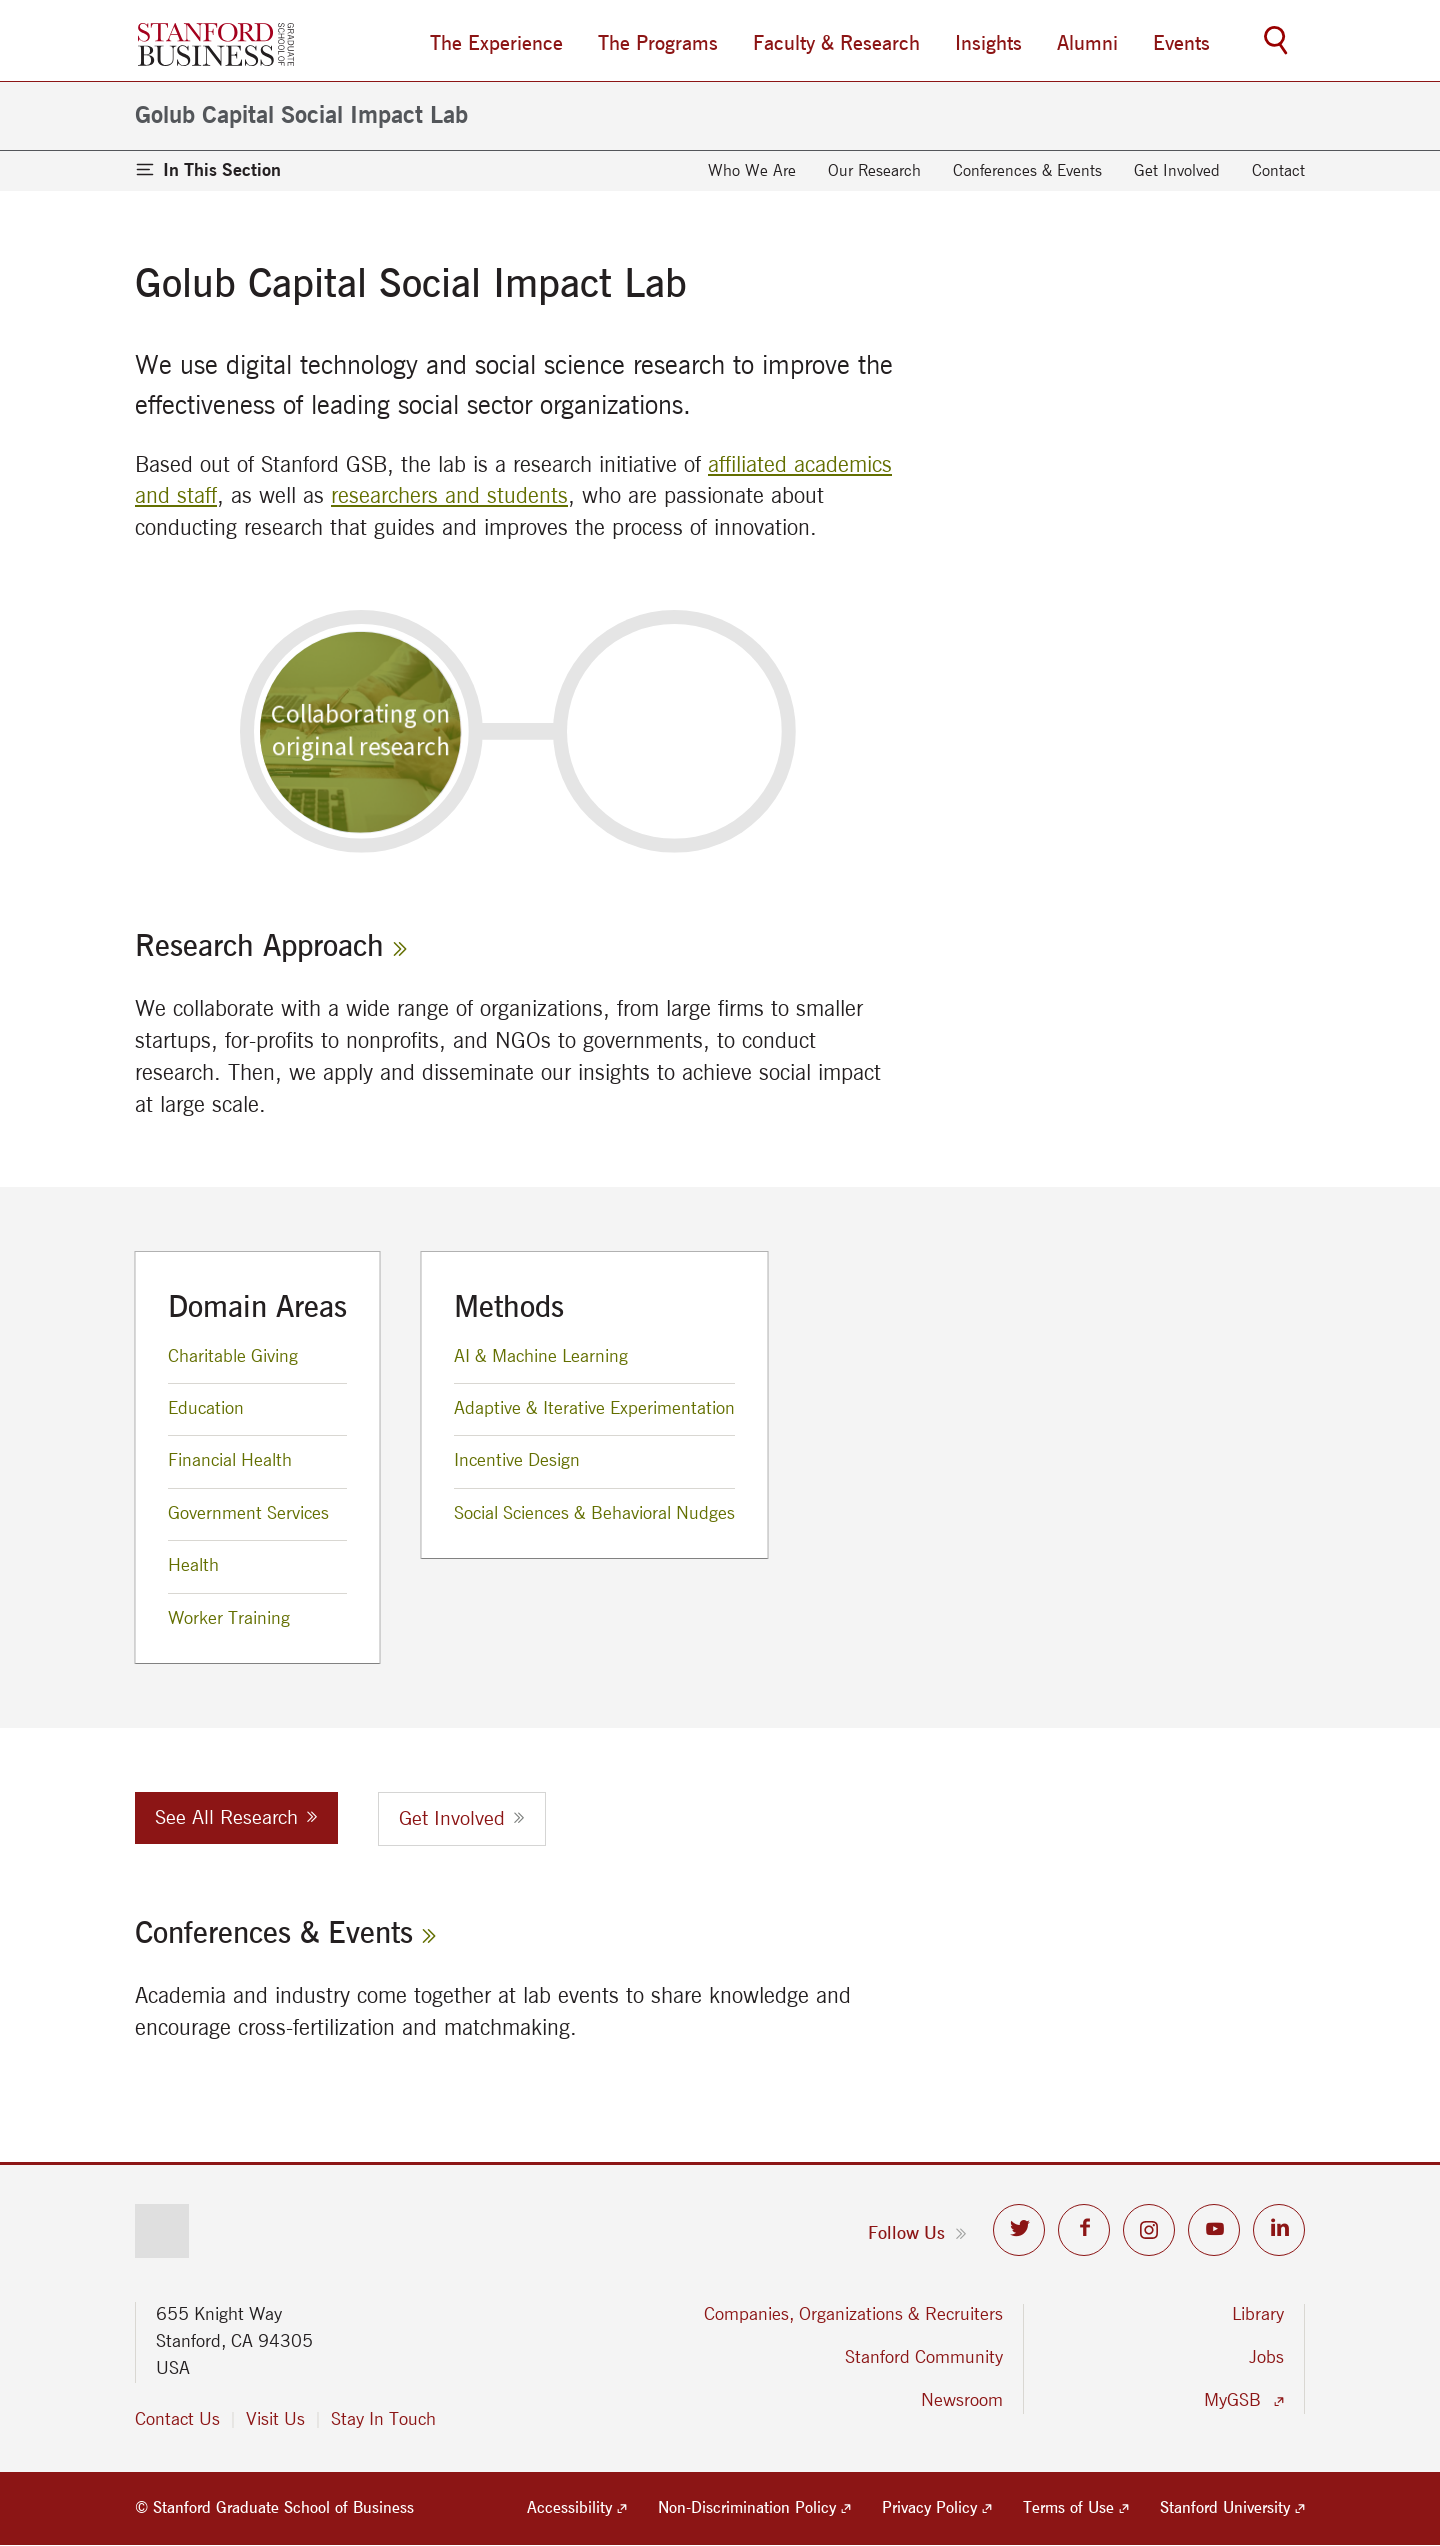 STANFORD
BUSINESS
GRADUATE
SCHOOL OF
The Experience
The Programs
Faculty & Research
Insights
Alumni
Events
Golub Capital Social Impact Lab
In This Section
Who We Are
Our Research
Conferences & Events
Get Involved
Contact
Golub Capital Social Impact Lab
We use digital technology and social science research to improve the
effectiveness of leading social sector organizations.
Based out of Stanford GSB, the lab is a research initiative of affiliated academics
and staff, as well as researchers and students, who are passionate about
conducting research that guides and improves the process of innovation.
Collaborating on
original research
Research Approach »
We collaborate with a wide range of organizations, from large firms to smaller
startups, for-profits to nonprofits, and NGOs to governments, to conduct
research. Then, we apply and disseminate our insights to achieve social impact
at large scale.
Domain Areas
Charitable Giving
Education
Financial Health
Government Services
Health
Worker Training
Methods
AI & Machine Learning
Adaptive & Iterative Experimentation
Incentive Design
Social Sciences & Behavioral Nudges
See All Research »
Get Involved »
Conferences & Events »
Academia and industry come together at lab events to share knowledge and
encourage cross-fertilization and matchmaking.
Follow Us »
655 Knight Way
Stanford, CA 94305
USA
Contact Us | Visit Us | Stay In Touch
Companies, Organizations & Recruiters
Stanford Community
Newsroom
Library
Jobs
MyGSB
© Stanford Graduate School of Business
Accessibility
Non-Discrimination Policy
Privacy Policy
Terms of Use
Stanford University